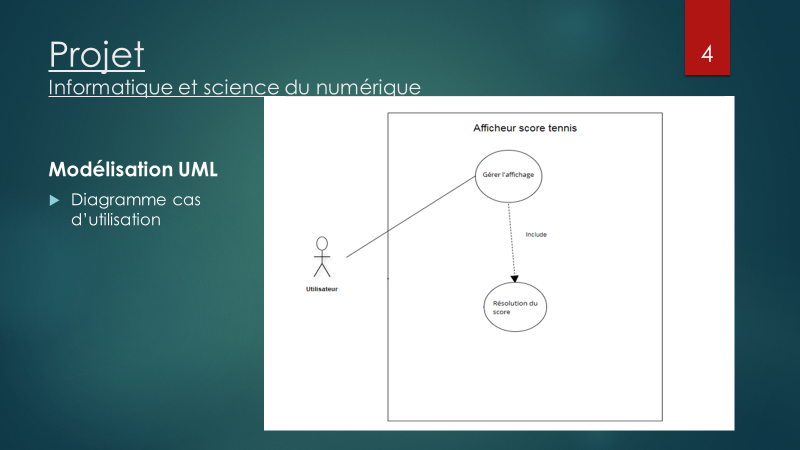 Projet
Informatique et science du numérique
4
Modélisation UML
Diagramme cas
d'utilisation
Afficheur score tennis
Gérer l'affichage
Include
Utilisateur
Résolution du
score